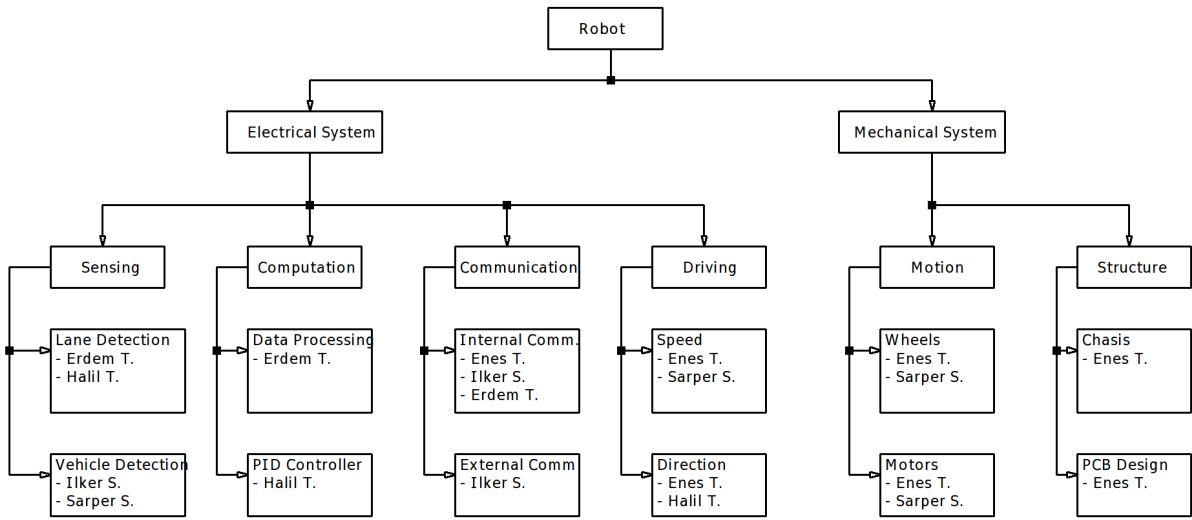 Robot
Electrical System
Mechanical System
Sensing
Computation
Communication
Driving
Motion
Structure
Lane Detection
- Erdem T.
- Halil T.
Data Processing
- Erdem T.
Internal Comm.
- Enes T.
- Ilker S.
- Erdem T.
Speed
- Enes T.
- Sarper S.
Wheels
- Enes T.
- Sarper S.
Chasis
- Enes T.
Vehicle Detection
- Ilker S.
- Sarper S.
PID Controller
- Halil T.
External Comm
- Ilker S.
Direction
- Enes T.
- Halil T.
Motors
- Enes T.
- Sarper S.
PCB Design
- Enes T.